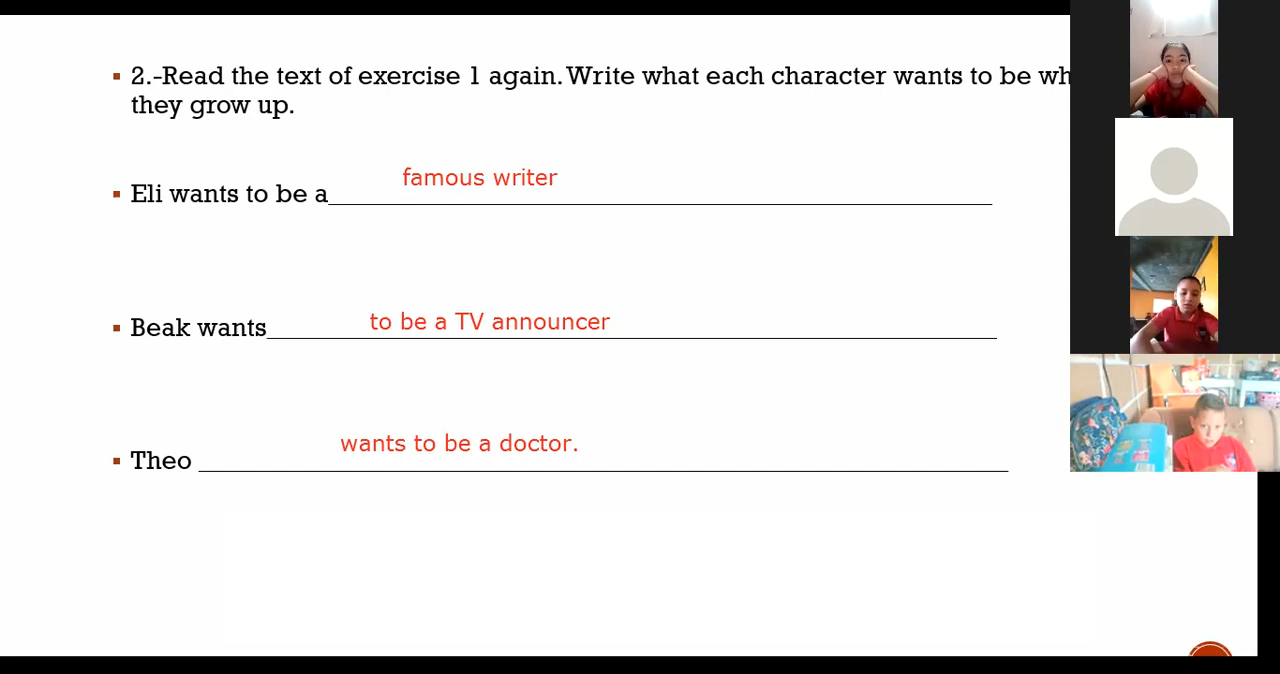 2.-Read the text of exercise 1 again. Write what each character wants to be
they grow up.
famous writer
Eli wants to be a
to be a TV announcer
Beak wants
wants to be a doctor.
Theo